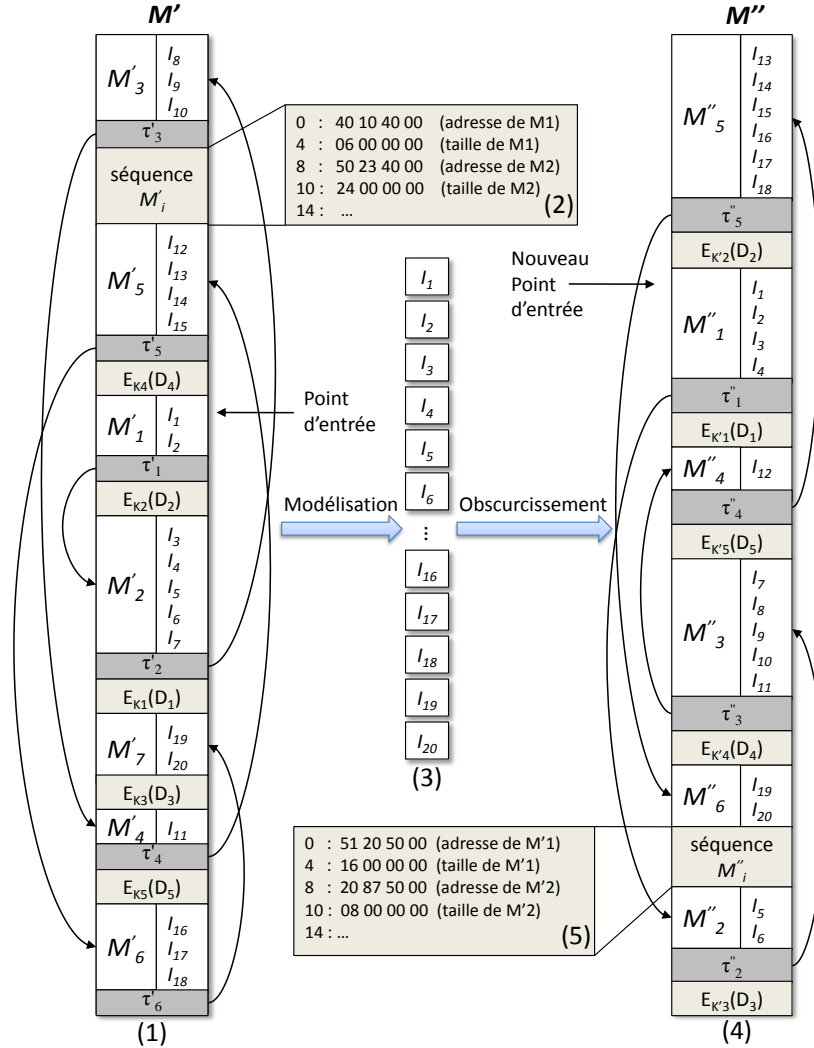 M'
M'3
I8
I9
I10
τ'3
séquence
M'i
M'5
I12
I13
I14
I15
τ'5
EK4(D4)
M'1
I1
I2
τ'1
EK2(D2)
M'2
I3
I4
I5
I6
I7
τ'2
EK1(D1)
M'7
I19
I20
EK3(D3)
M'4
I11
τ'4
EK5(D5)
M'6
I16
I17
I18
τ'6
(1)
0 : 40 10 40 00 (adresse de M1)
4 : 06 00 00 00 (taille de M1)
8 : 50 23 40 00 (adresse de M2)
10 : 24 00 00 00 (taille de M2)
14 : ...
(2)
Point
d'entrée
Modélisation
I1
I2
I3
I4
I5
I6
...
I16
I17
I18
I19
I20
(3)
Obscurcissement
Nouveau
Point
d'entrée
0 : 51 20 50 00 (adresse de M'1)
4 : 16 00 00 00 (taille de M'1)
8 : 20 87 50 00 (adresse de M'2)
10 : 08 00 00 00 (taille de M'2)
14 : ...
(5)
M''
M''5
I13
I14
I15
I16
I17
I18
τ''5
EK'2(D2)
M''1
I1
I2
I3
I4
τ''1
EK'1(D1)
M''4
I12
τ''4
EK'5(D5)
M''3
I7
I8
I9
I10
I11
τ''3
EK'4(D4)
M''6
I19
I20
séquence
M''i
M''2
I5
I6
τ''2
EK'3(D3)
(4)